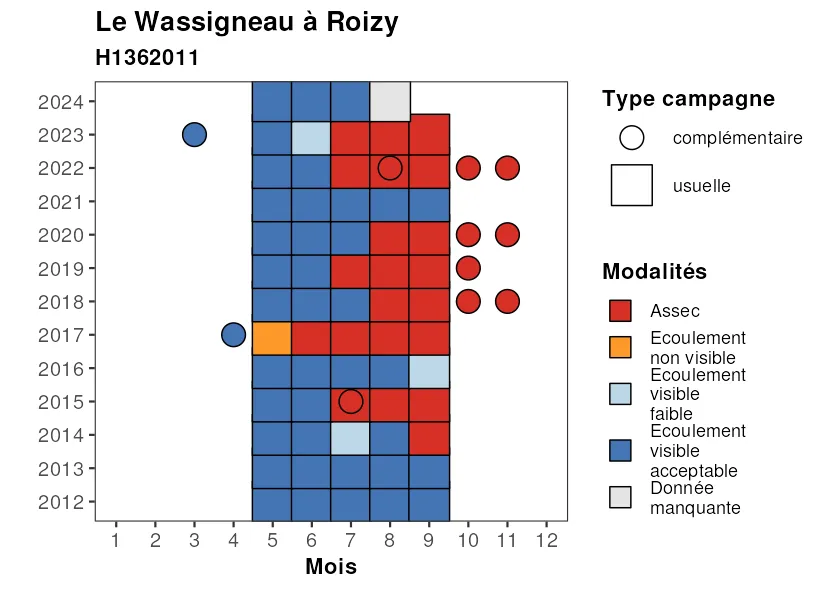 Le Wassigneau à Roizy
H1362011
2024
2023
2022
2021
2020
2019
2018
2017
2016
2015
2014
2013
2012
1 2 3 4 5 6 7 8 9 10 11 12
Mois
Type campagne
complémentaire
usuelle
Modalités
Assec
Ecoulement
non visible
Ecoulement
visible
faible
Ecoulement
visible
acceptable
Donnée
manquante